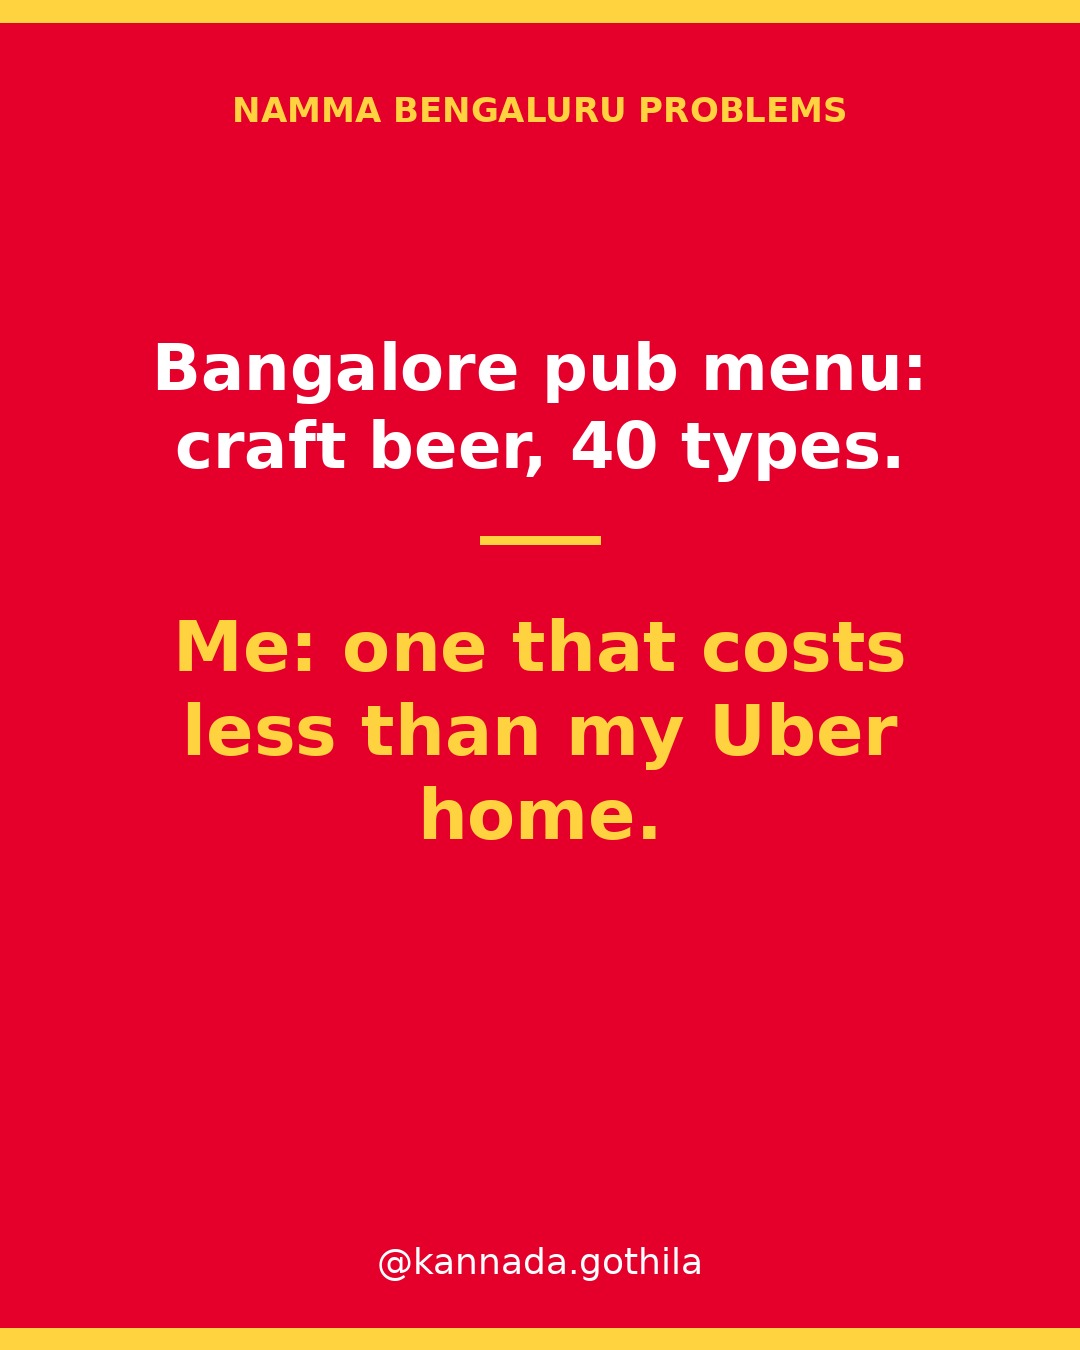 NAMMA BENGALURU PROBLEMS
Bangalore pub menu:
craft beer, 40 types.
Me: one that costs
less than my Uber
home.
@kannada.gothila